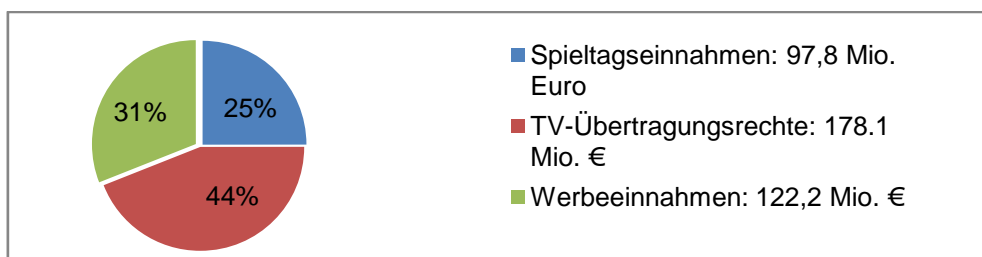 31%
25%
44%
Spieltagseinnahmen: 97,8 Mio.
Euro
TV-Übertragungsrechte: 178.1
Mio. €
Werbeeinnahmen: 122,2 Mio. €